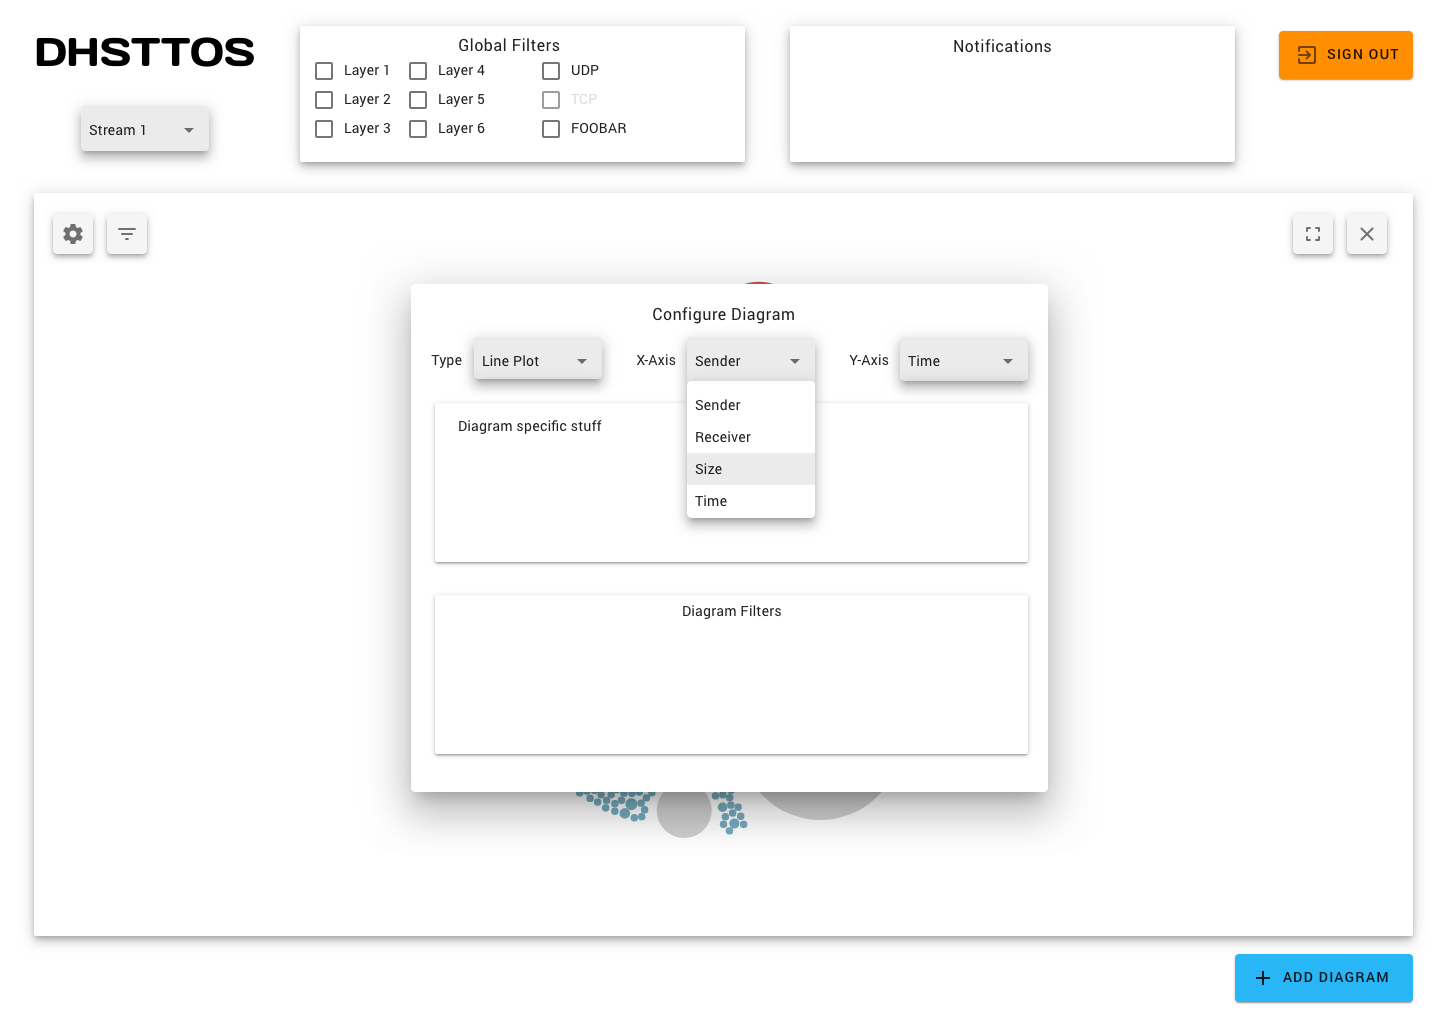 DHSTTOS
Stream 1
Global Filters
Layer 1 Layer 4 UDP
Layer 2 Layer 5 TCP
Layer 3 Layer 6 FOOBAR
Notifications
SIGN OUT
Configure Diagram
Type Line Plot X-Axis Sender Y-Axis Time
Sender
Receiver
Size
Time
Diagram specific stuff
Diagram Filters
ADD DIAGRAM